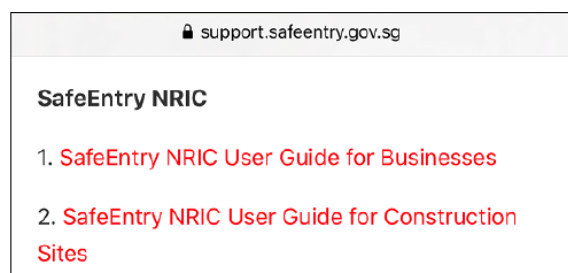 support.safeentry.gov.sg
SafeEntry NRIC
1. SafeEntry NRIC User Guide for Businesses
2. SafeEntry NRIC User Guide for Construction
Sites